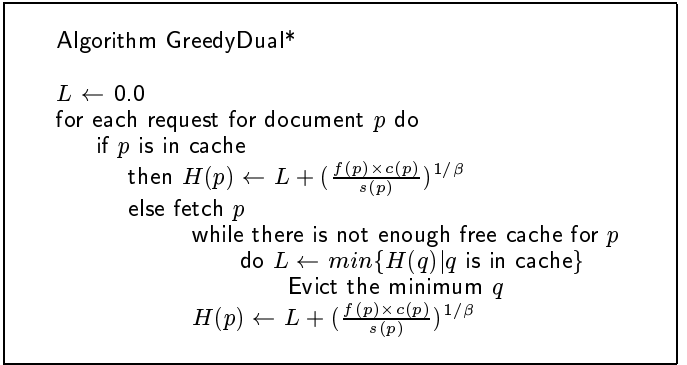 Algorithm GreedyDual*
L ← 0.0
for each request for document p do
if p is in cache
then H(p) ← L + (f(p)×c(p)/s(p))^1/β
else fetch p
while there is not enough free cache for p
do L ← min{H(q)|q is in cache}
Evict the minimum q
H(p) ← L + (f(p)×c(p)/s(p))^1/β